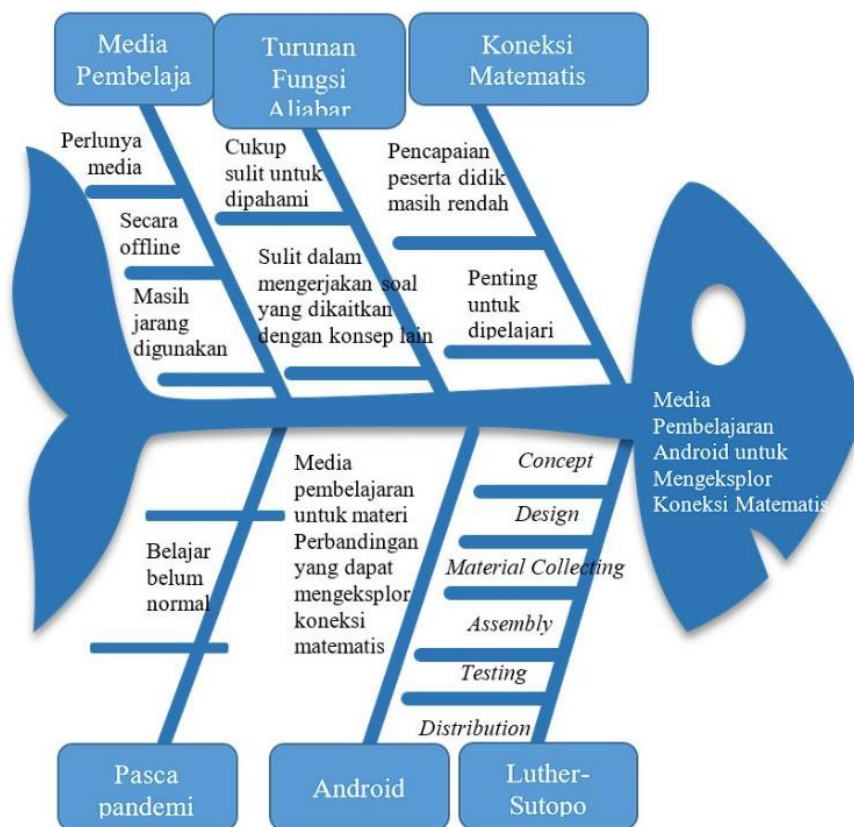 Media
Pembelaja
Turunan
Fungsi
Aljabar
Koneksi
Matematis
Perlunya
media
Secara
offline
Masih
jarang
digunakan
Cukup
sulit untuk
dipahami
Sulit dalam
mengerjakan soal
yang dikaitkan
dengan konsep lain
Pencapaian
peserta didik
masih rendah
Penting
untuk
dipelajari
Media
Pembelajaran
Android untuk
Mengeksplor
Koneksi Matematis
Belajar
belum
normal
Media
pembelajaran
untuk materi
Perbandingan
yang dapat
mengeksplor
koneksi
matematis
Concept
Design
Material Collecting
Assembly
Testing
Distribution
Pasca
pandemi
Android
Luther-
Sutopo